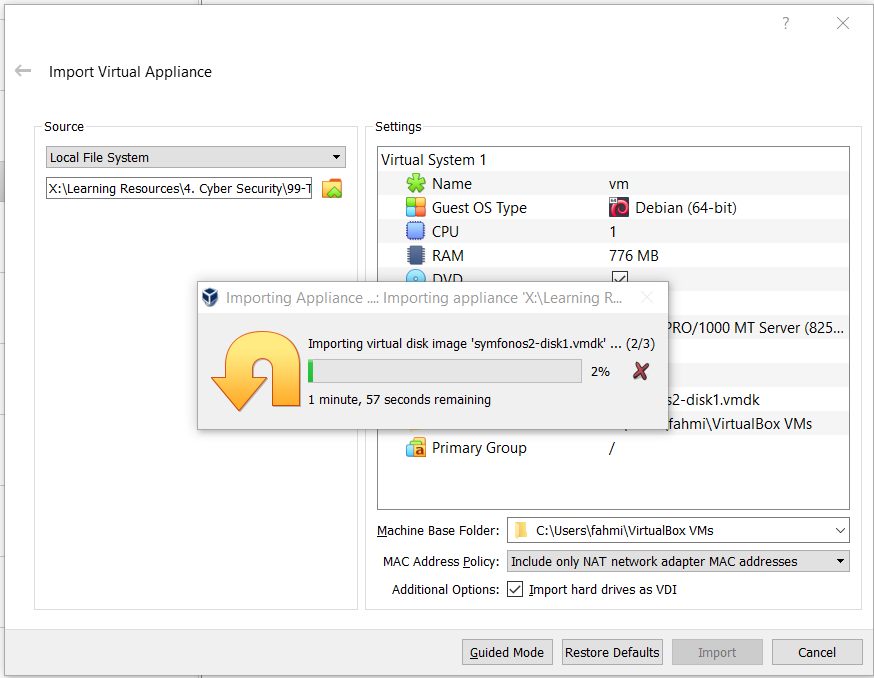 ?
Import Virtual Appliance
Source
Local File System
X:\Learning Resources\4. Cyber Security\99-T
Settings
Virtual System 1
Name vm
Guest OS Type Debian (64-bit)
CPU 1
RAM 776 MB
DVD
Importing Appliance ...: Importing appliance 'X:\Learning R...
PRO/1000 MT Server (825...
Importing virtual disk image 'symfonos2-disk1.vmdk' ... (2/3)
2%
1 minute, 57 seconds remaining
s2-disk1.vmdk
fahmi\VirtualBox VMs
Primary Group /
Machine Base Folder: C:\Users\fahmi\VirtualBox VMs
MAC Address Policy: Include only NAT network adapter MAC addresses
Additional Options: Import hard drives as VDI
Guided Mode Restore Defaults Import Cancel